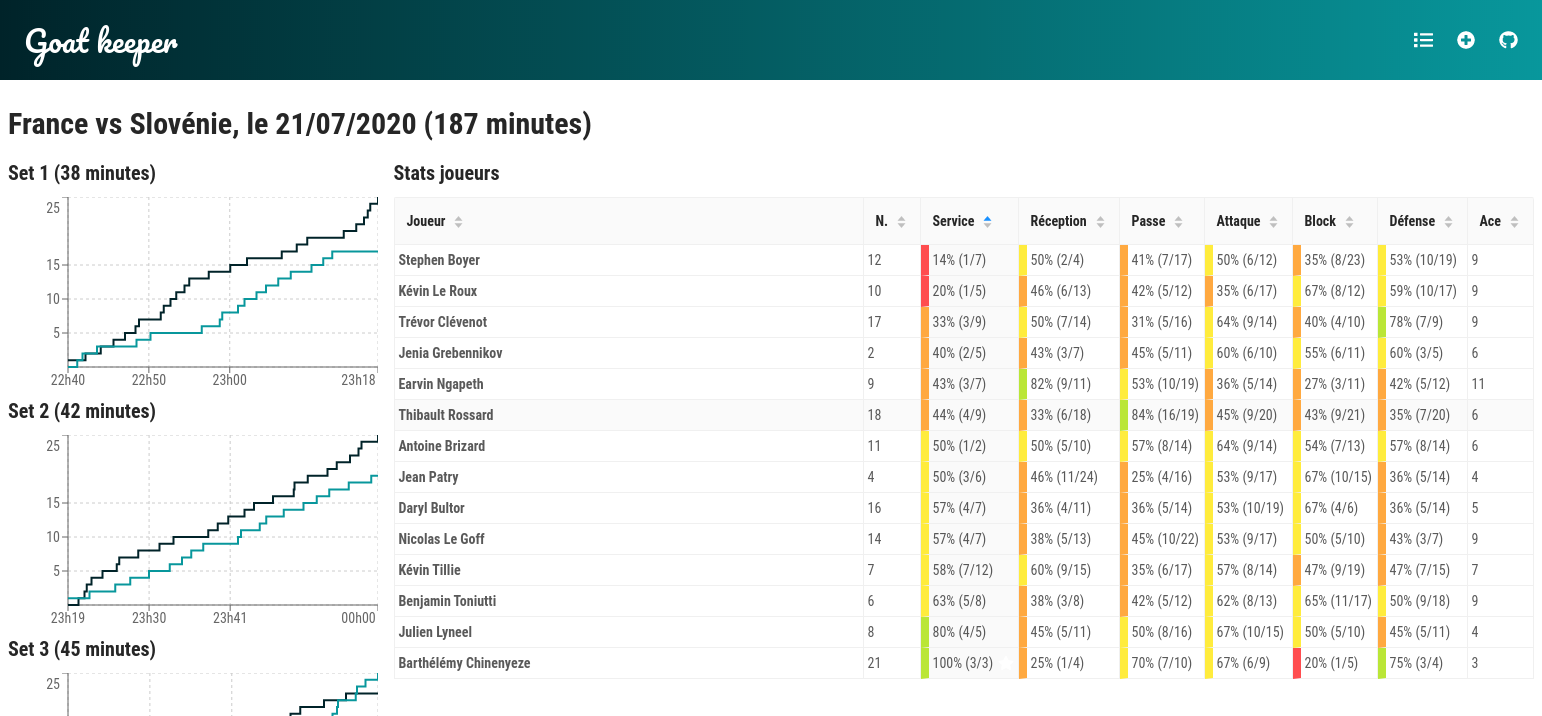 Goat keeper
France vs Slovénie, le 21/07/2020 (187 minutes)
Set 1 (38 minutes)
25
15
10
5
22h40 22h50 23h00 23h18
Set 2 (42 minutes)
25
15
10
5
23h19 23h30 23h41 00h00
Set 3 (45 minutes)
25
Stats joueurs
Joueur N. Service Réception Passe Attaque Block Défense Ace
Stephen Boyer 12 14% (1/7) 50% (2/4) 41% (7/17) 50% (6/12) 35% (8/23) 53% (10/19) 9
Kévin Le Roux 10 20% (1/5) 46% (6/13) 42% (5/12) 35% (6/17) 67% (8/12) 59% (10/17) 9
Trévor Clévenot 17 33% (3/9) 50% (7/14) 31% (5/16) 64% (9/14) 40% (4/10) 78% (7/9) 9
Jenia Grebennikov 2 40% (2/5) 43% (3/7) 45% (5/11) 60% (6/10) 55% (6/11) 60% (3/5) 6
Earvin Ngapeth 9 43% (3/7) 82% (9/11) 53% (10/19) 36% (5/14) 27% (3/11) 42% (5/12) 11
Thibault Rossard 18 44% (4/9) 33% (6/18) 84% (16/19) 45% (9/20) 43% (9/21) 35% (7/20) 6
Antoine Brizard 11 50% (1/2) 50% (5/10) 57% (8/14) 64% (9/14) 54% (7/13) 57% (8/14) 6
Jean Patry 4 50% (3/6) 46% (11/24) 25% (4/16) 53% (9/17) 67% (10/15) 36% (5/14) 4
Daryl Bultor 16 57% (4/7) 36% (4/11) 36% (5/14) 53% (10/19) 67% (4/6) 36% (5/14) 5
Nicolas Le Goff 14 57% (4/7) 38% (5/13) 45% (10/22) 53% (9/17) 50% (5/10) 43% (3/7) 9
Kévin Tillie 7 58% (7/12) 60% (9/15) 35% (6/17) 57% (8/14) 47% (9/19) 47% (7/15) 7
Benjamin Toniutti 6 63% (5/8) 38% (3/8) 42% (5/12) 62% (8/13) 65% (11/17) 50% (9/18) 9
Julien Lyneel 8 80% (4/5) 45% (5/11) 50% (8/16) 67% (10/15) 50% (5/10) 45% (5/11) 4
Barthélémy Chinenyeze 21 100% (3/3) 25% (1/4) 70% (7/10) 67% (6/9) 20% (1/5) 75% (3/4) 3